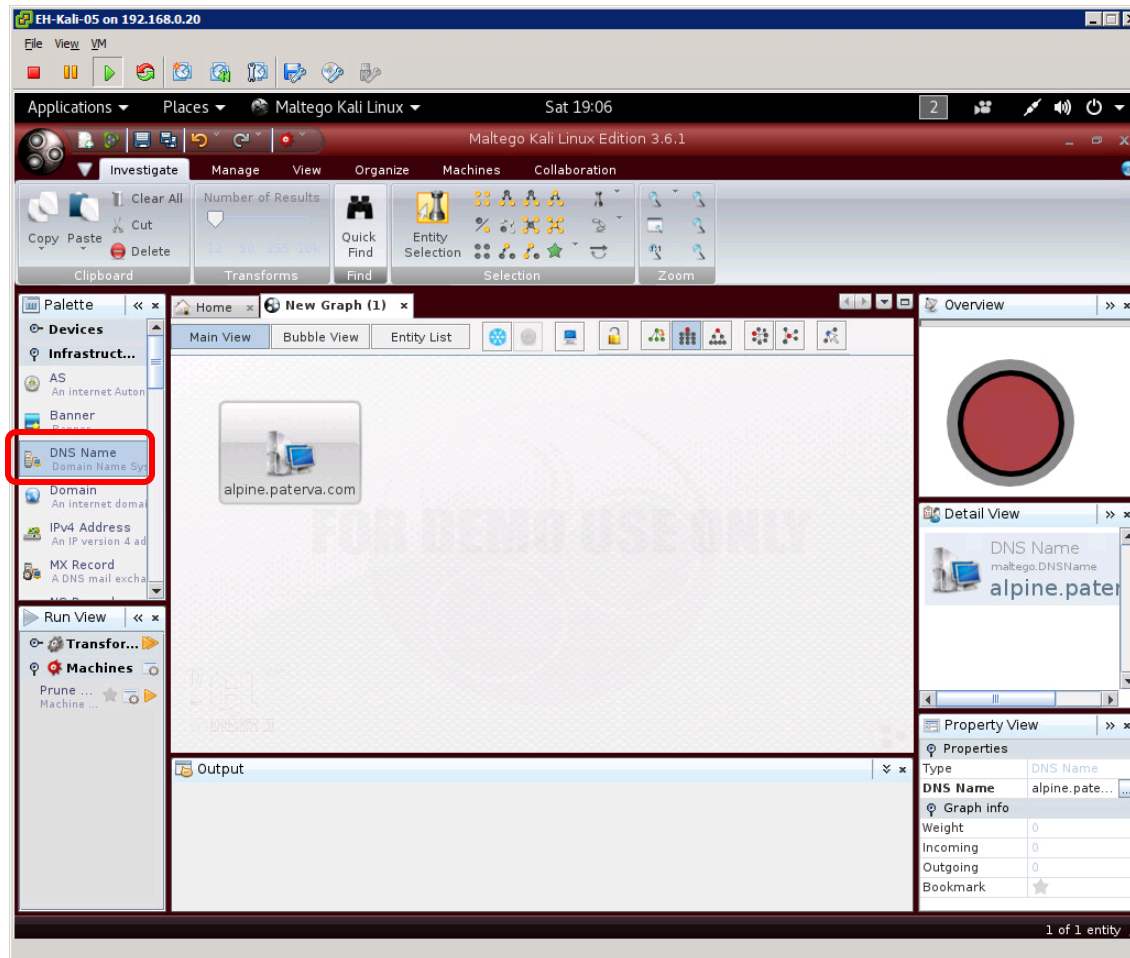 EH-Kali-05 on 192.168.0.20
File View VM
Applications Places Maltego Kali Linux Sat 19:06 2
Maltego Kali Linux Edition 3.6.1
Investigate Manage View Organize Machines Collaboration
Copy Paste Clear All Cut Delete
Number of Results
12 50 255 10k
Quick Find
Entity Selection
Clipboard Transforms Find Selection Zoom
Palette
Home New Graph (1)
Overview
Devices
Infrastruct...
Main View Bubble View Entity List
AS
An internet Auton
Banner
Banner
DNS Name
Domain Name Sys
Domain
An internet domai
IPv4 Address
An IP version 4 ad
MX Record
A DNS mail excha
alpine.paterva.com
FOR DEMO USE ONLY
Detail View
DNS Name
maltego.DNSName
alpine.pater
Run View
Transfor...
Machines
Prune ...
Machine ...
Output
Property View
Properties
Type DNS Name
DNS Name alpine.pate... ...
Graph info
Weight 0
Incoming 0
Outgoing 0
Bookmark
1 of 1 entity